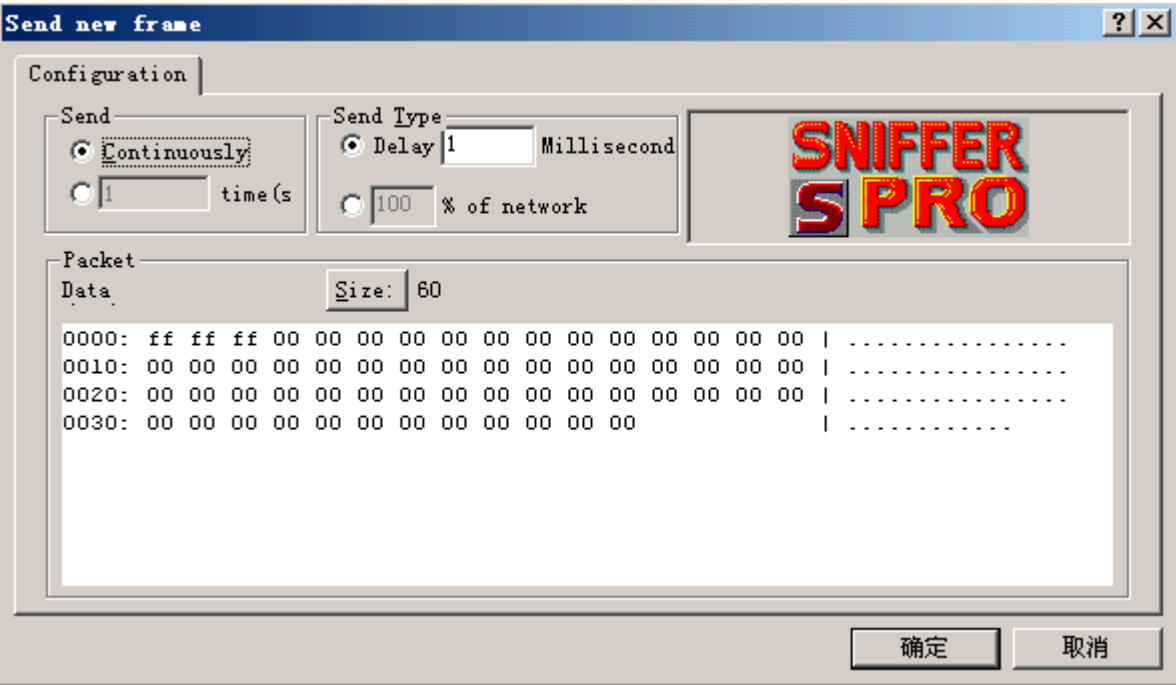 Send new frame
Configuration
Send
Continuously
1 time(s
Send Type
Delay 1 Millisecond
100 % of network
SNIFFER
S PRO
Packet
Data Size: 60
0000: ff ff ff 00 00 00 00 00 00 00 00 00 00 00 00 00 | ................
0010: 00 00 00 00 00 00 00 00 00 00 00 00 00 00 00 00 | ................
0020: 00 00 00 00 00 00 00 00 00 00 00 00 00 00 00 00 | ................
0030: 00 00 00 00 00 00 00 00 00 00 00 00 | ............
确定 取消